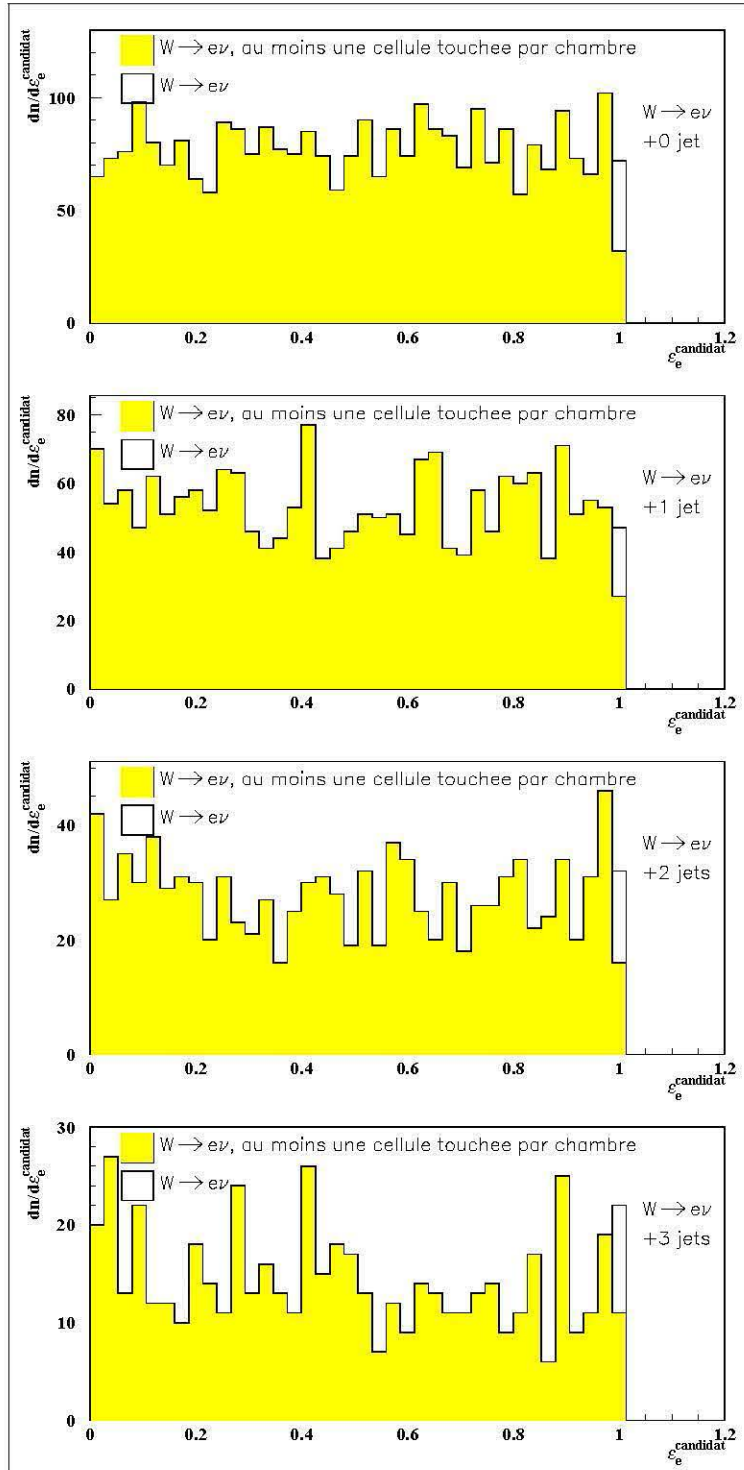 W→eν, au moins une cellule touchee par chambre
W→eν
dn/dε_e^candidat
W→eν
+0 jet
100
50
0
0 0.2 0.4 0.6 0.8 1 1.2
ε_e^candidat
W→eν, au moins une cellule touchee par chambre
W→eν
dn/dε_e^candidat
W→eν
+1 jet
80
60
40
20
0
0 0.2 0.4 0.6 0.8 1 1.2
ε_e^candidat
W→eν, au moins une cellule touchee par chambre
W→eν
dn/dε_e^candidat
W→eν
+2 jets
40
20
0
0 0.2 0.4 0.6 0.8 1 1.2
ε_e^candidat
W→eν, au moins une cellule touchee par chambre
W→eν
dn/dε_e^candidat
W→eν
+3 jets
30
20
10
0
0 0.2 0.4 0.6 0.8 1 1.2
ε_e^candidat